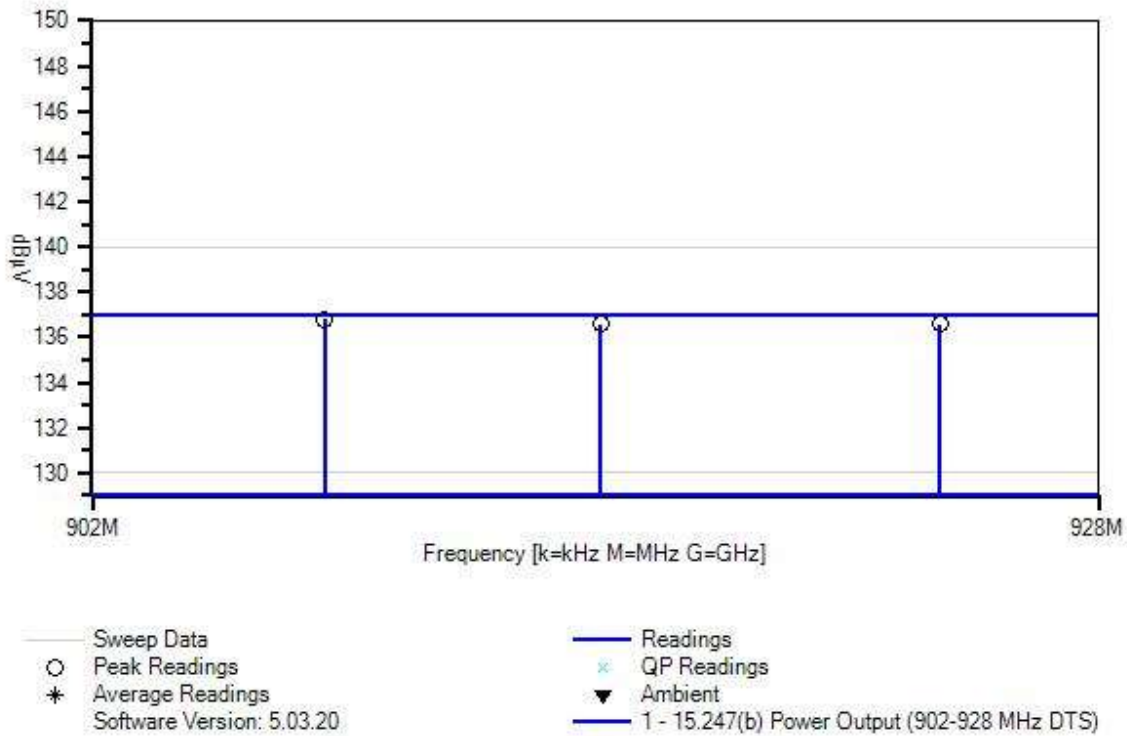 150
148
146
144
142
140
138
136
134
132
130
dBµV
902M
928M
Frequency [k=kHz M=MHz G=GHz]
Sweep Data
Readings
Peak Readings
QP Readings
Average Readings
Ambient
Software Version: 5.03.20
1 - 15.247(b) Power Output (902-928 MHz DTS)